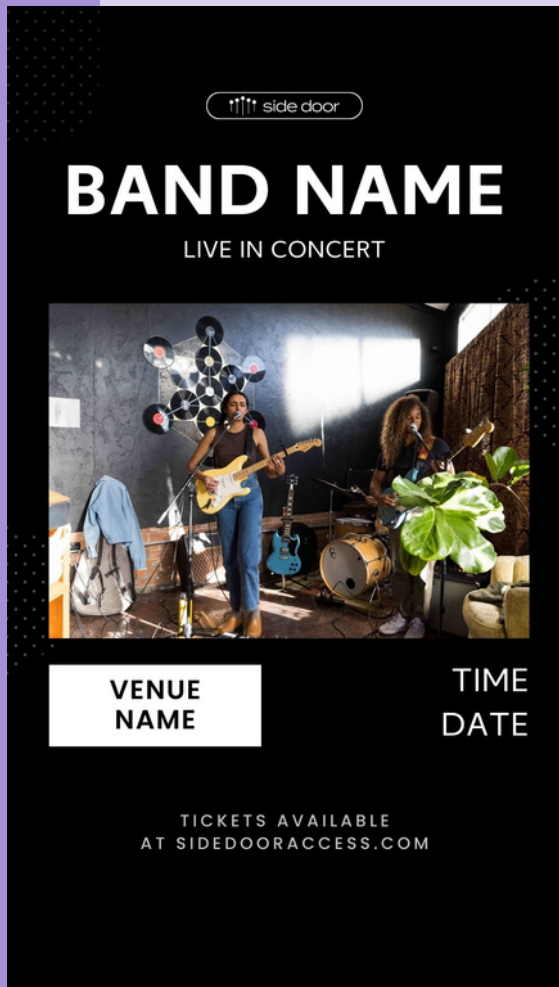 side door
BAND NAME
LIVE IN CONCERT
VENUE
NAME
TIME
DATE
TICKETS AVAILABLE
AT SIDEDOORACCESS.COM